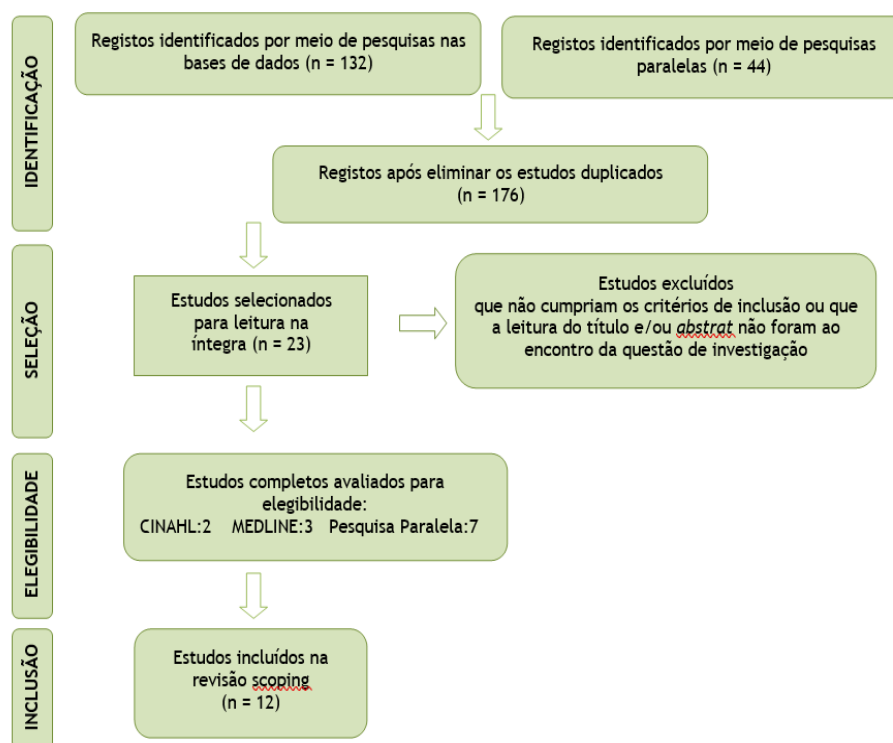 IDENTIFICAÇÃO
Registos identificados por meio de pesquisas nas
bases de dados (n = 132)
Registos identificados por meio de pesquisas
paralelas (n = 44)
Registos após eliminar os estudos duplicados
(n = 176)
SELEÇÃO
Estudos selecionados
para leitura na
íntegra (n = 23)
Estudos excluídos
que não cumpriam os critérios de inclusão ou que
a leitura do título e/ou abstrat não foram ao
encontro da questão de investigação
ELEGIBILIDADE
Estudos completos avaliados para
elegibilidade:
CINAHL:2 MEDLINE:3 Pesquisa Paralela:7
INCLUSÃO
Estudos incluídos na
revisão scoping
(n = 12)